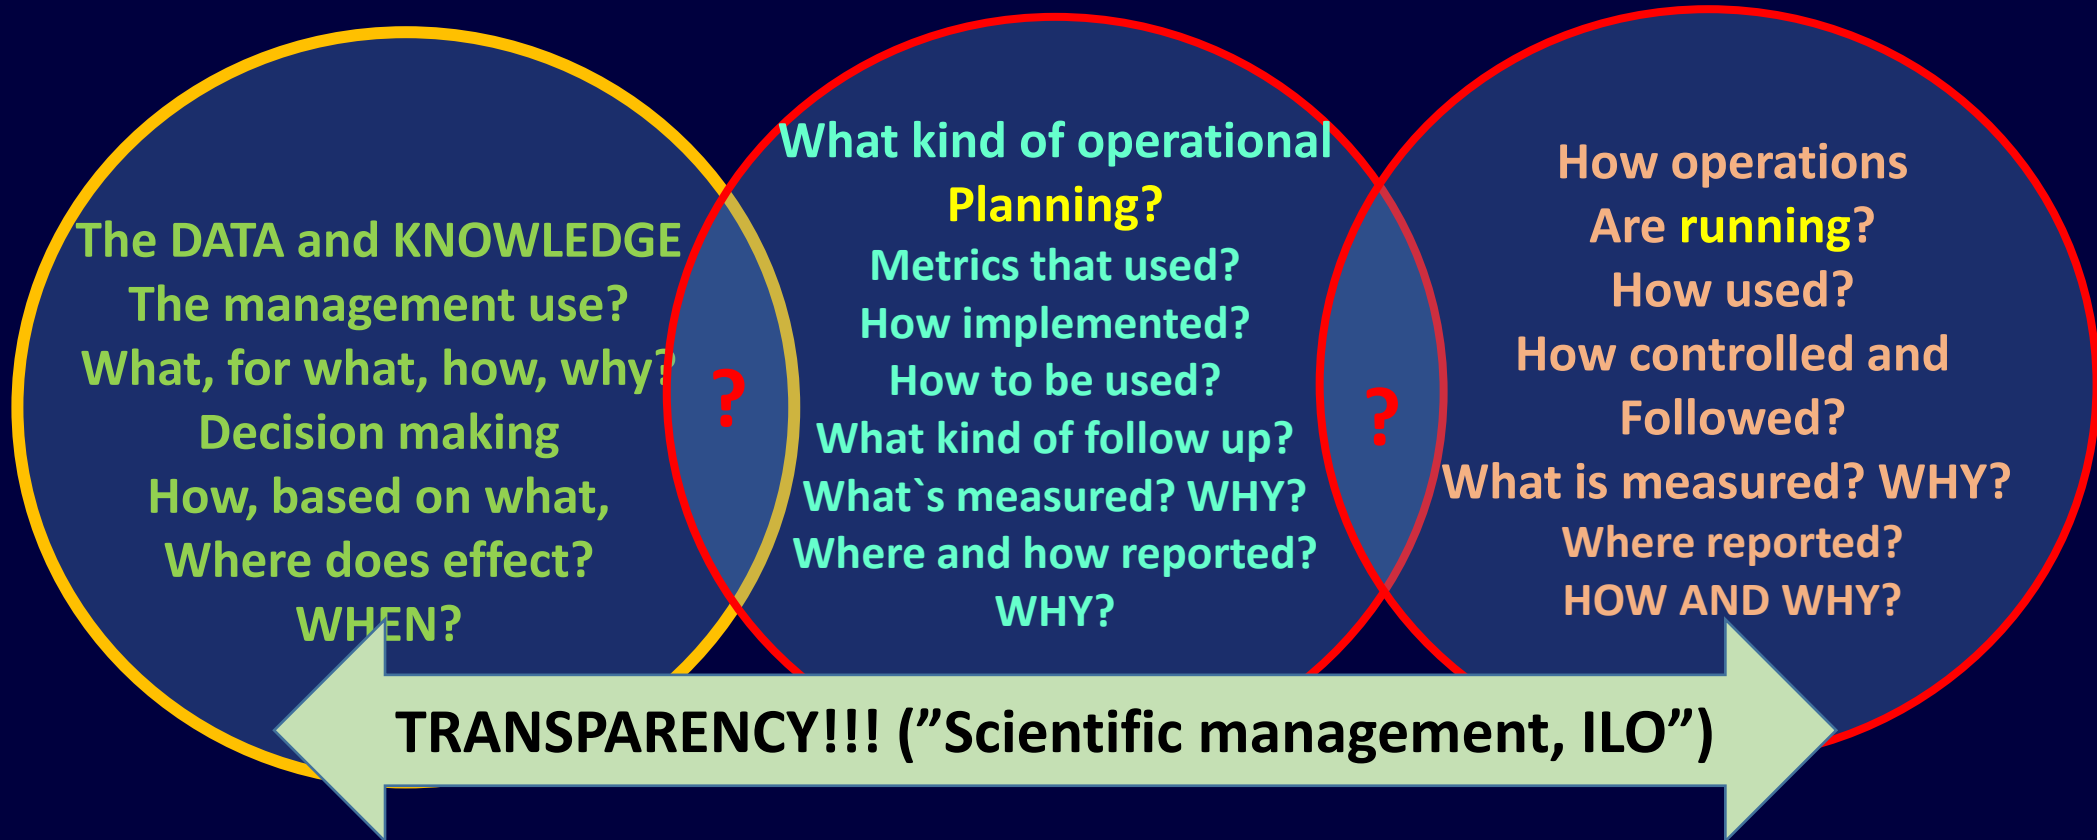 The DATA and KNOWLEDGE
The management use?
What, for what, how, why?
Decision making
How, based on what,
Where does effect?
WHEN?
?
What kind of operational
Planning?
Metrics that used?
How implemented?
How to be used?
What kind of follow up?
What`s measured? WHY?
Where and how reported?
WHY?
?
How operations
Are running?
How used?
How controlled and
Followed?
What is measured? WHY?
Where reported?
HOW AND WHY?
TRANSPARENCY!!! (”Scientific management, ILO”)